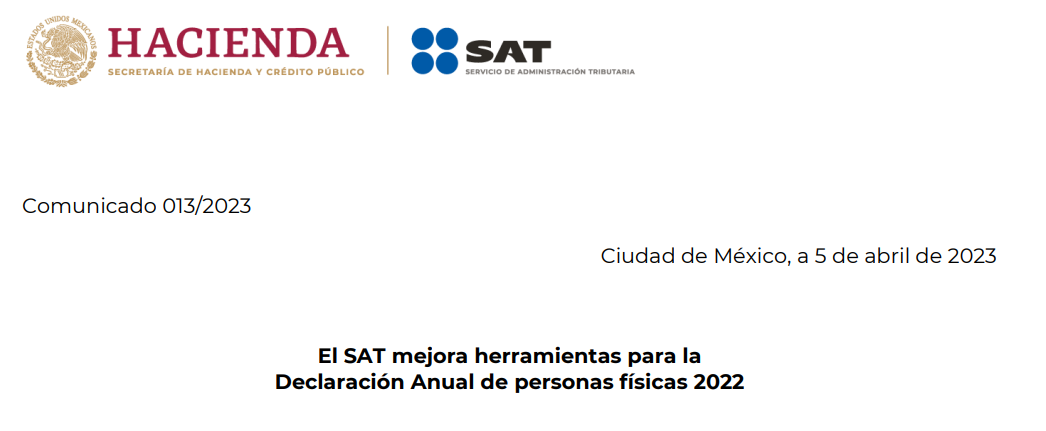 ESTADOS UNIDOS MEXICANOS
HACIENDA
SECRETARÍA DE HACIENDA Y CRÉDITO PÚBLICO
SAT
SERVICIO DE ADMINISTRACIÓN TRIBUTARIA
Comunicado 013/2023
Ciudad de México, a 5 de abril de 2023
El SAT mejora herramientas para la
Declaración Anual de personas físicas 2022